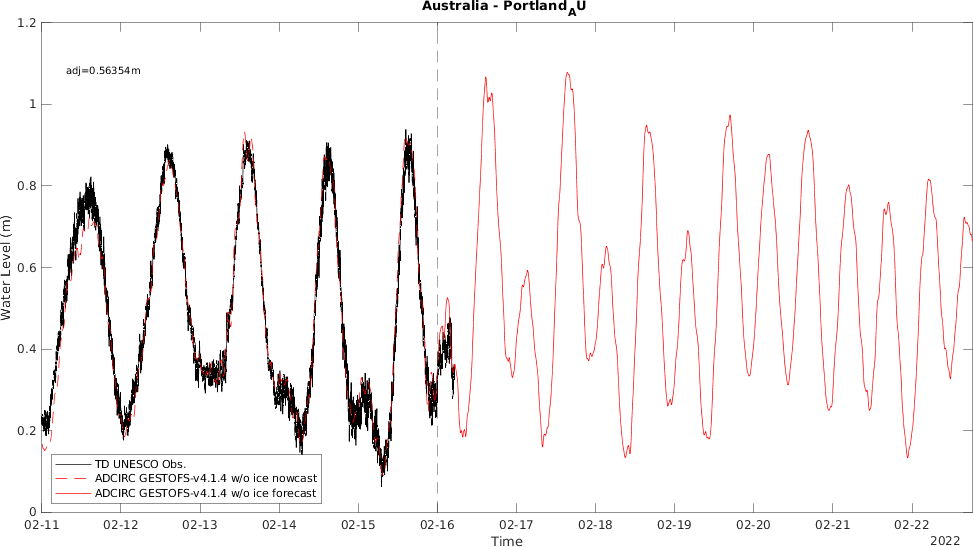 Australia - Portland_AU
adj=0.56354m
Water Level (m)
1.2
1
0.8
0.6
0.4
0.2
0
TD UNESCO Obs.
ADCIRC GESTOFS-v4.1.4 w/o ice nowcast
ADCIRC GESTOFS-v4.1.4 w/o ice forecast
02-11 02-12 02-13 02-14 02-15 02-16 02-17 02-18 02-19 02-20 02-21 02-22
Time
2022